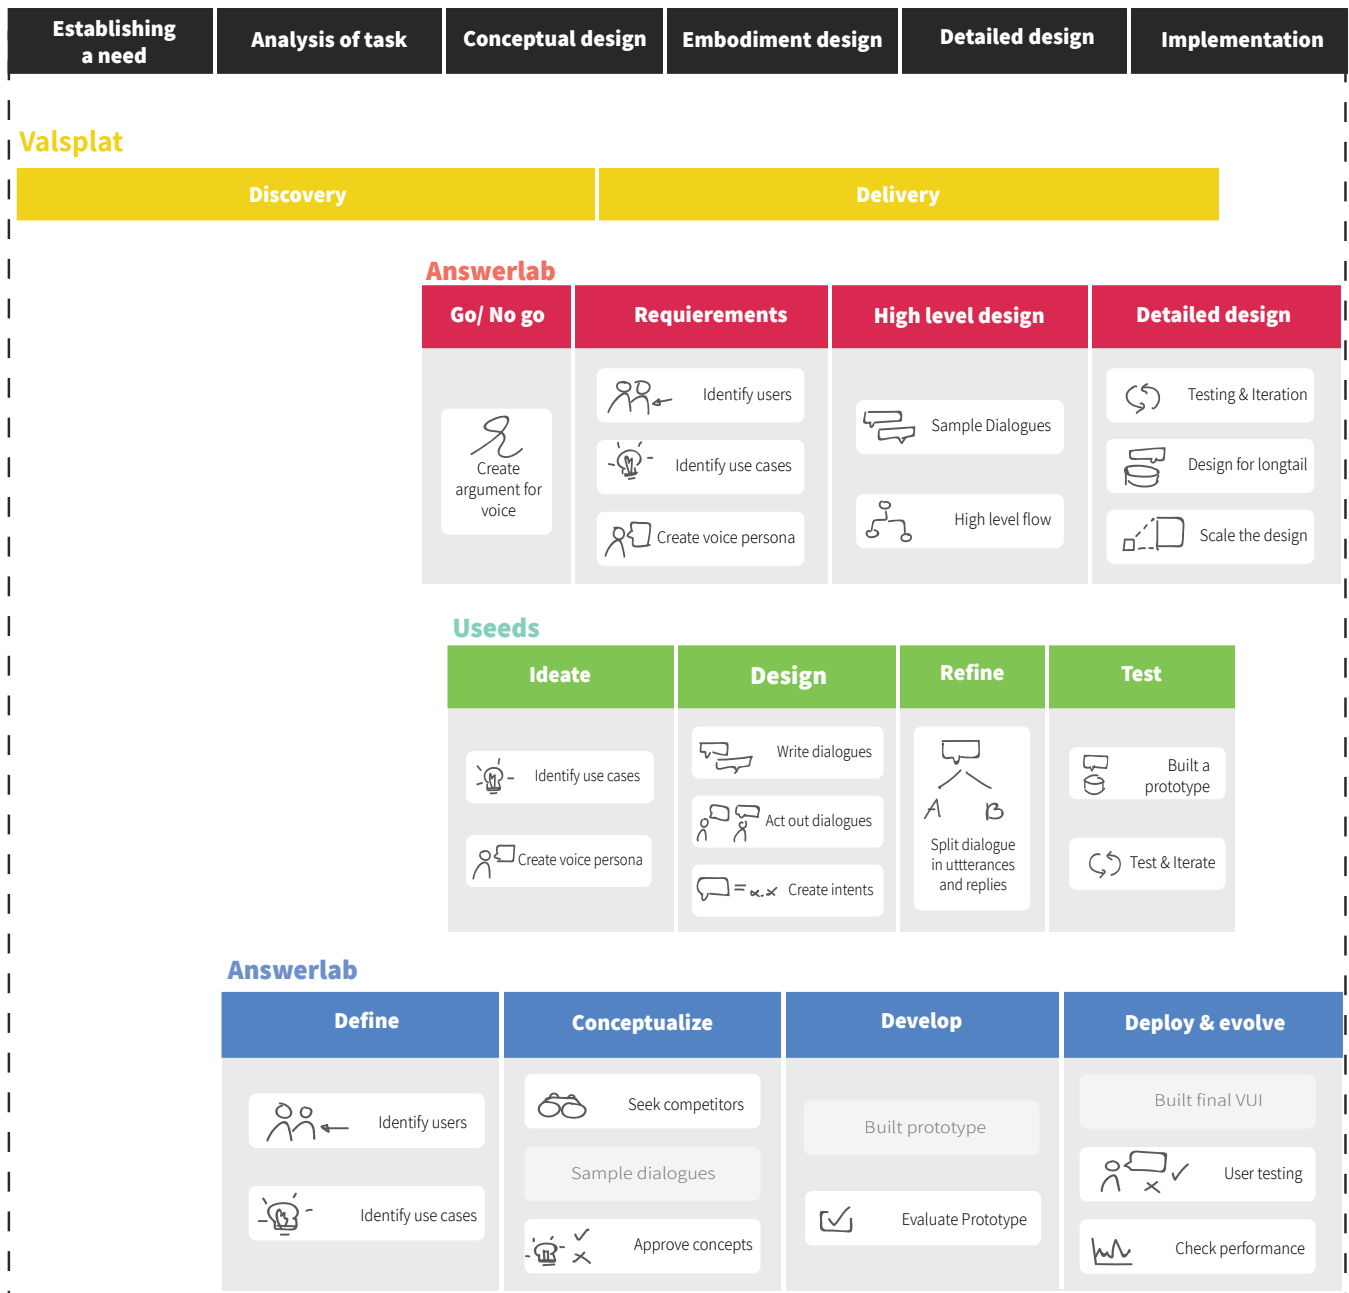 Establishing
a need
Analysis of task
Conceptual design
Embodiment design
Detailed design
Implementation
Valsplat
Discovery
Delivery
Answerlab
Go/ No go
Requierements
High level design
Detailed design
Create
argument for
voice
Identify users
Identify use cases
Create voice persona
Sample Dialogues
High level flow
Testing & Iteration
Design for longtail
Scale the design
Useeds
Ideate
Design
Refine
Test
Identify use cases
Create voice persona
Write dialogues
Act out dialogues
Create intents
A
B
Split dialogue
in uttterances
and replies
Built a
prototype
Test & Iterate
Answerlab
Define
Conceptualize
Develop
Deploy & evolve
Identify users
Identify use cases
Seek competitors
Sample dialogues
Approve concepts
Built prototype
Evaluate Prototype
Built final VUI
User testing
Check performance